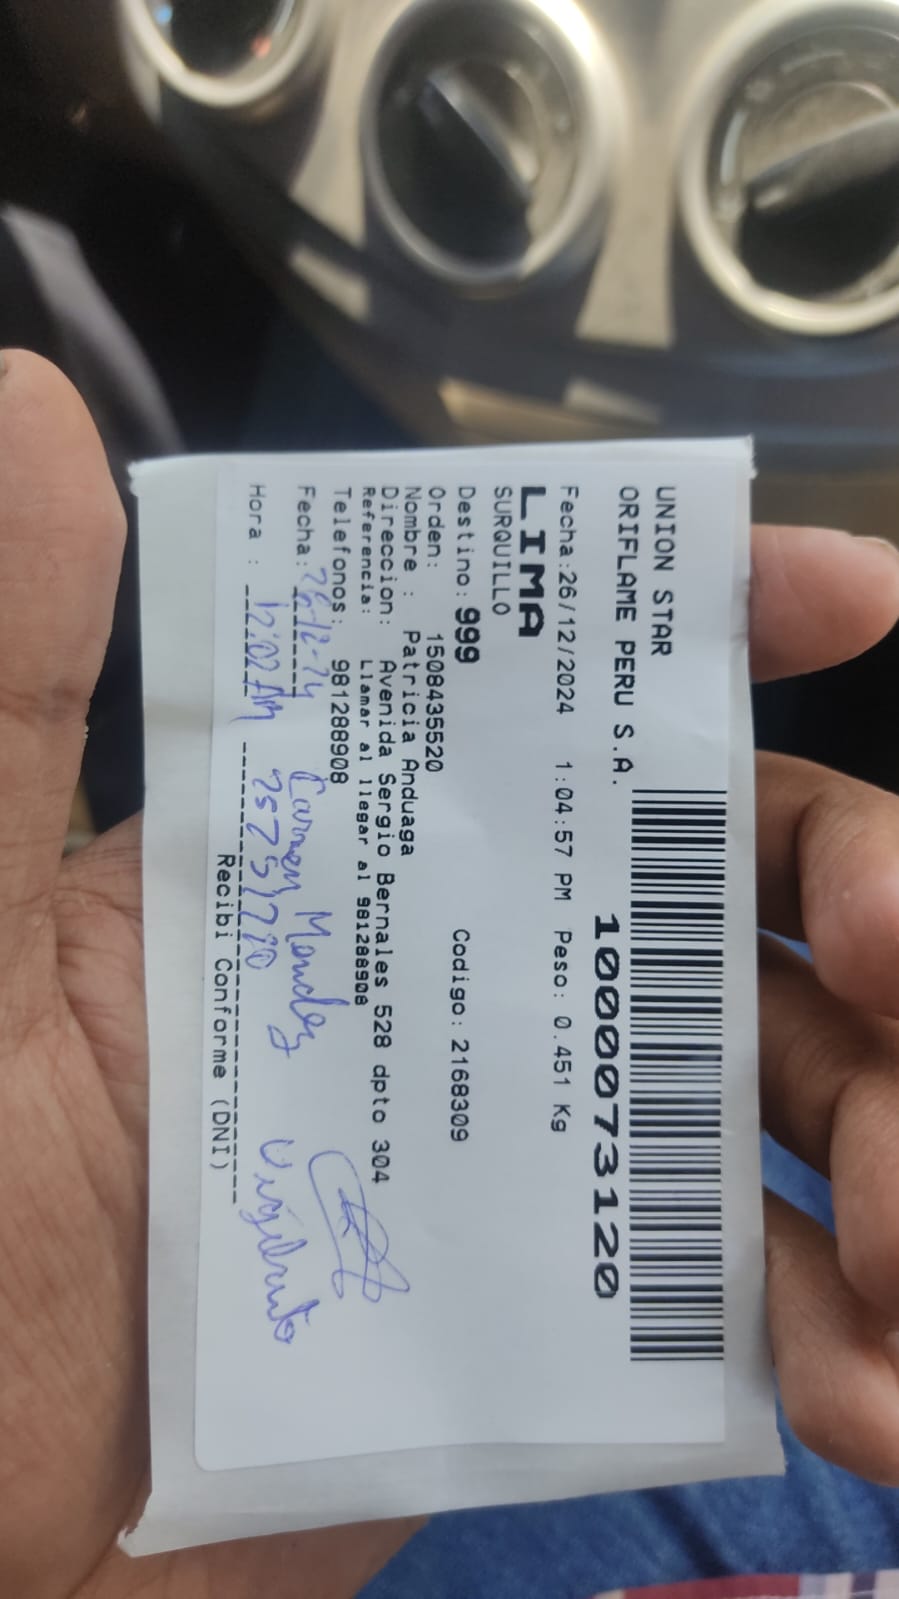 UNION STAR
ORIFLAME PERU S.A.
1000073120
Fecha:26/12/2024 1:04:57 PM Peso: 0.451 Kg
LIMA
SURQUILLO
Destino: 999 Codigo: 2168309
Orden: 1508435520
Nombre : Patricia Anduaga
Direccion: Avenida Sergio Bernales 528 dpto 304
Referencia: Llamar al llegar al 981288908
Telefonos: 981288908
Fecha: 26-12-24 Carmen
Hora : 12:02 AM
Recibi Conforme (DNI)